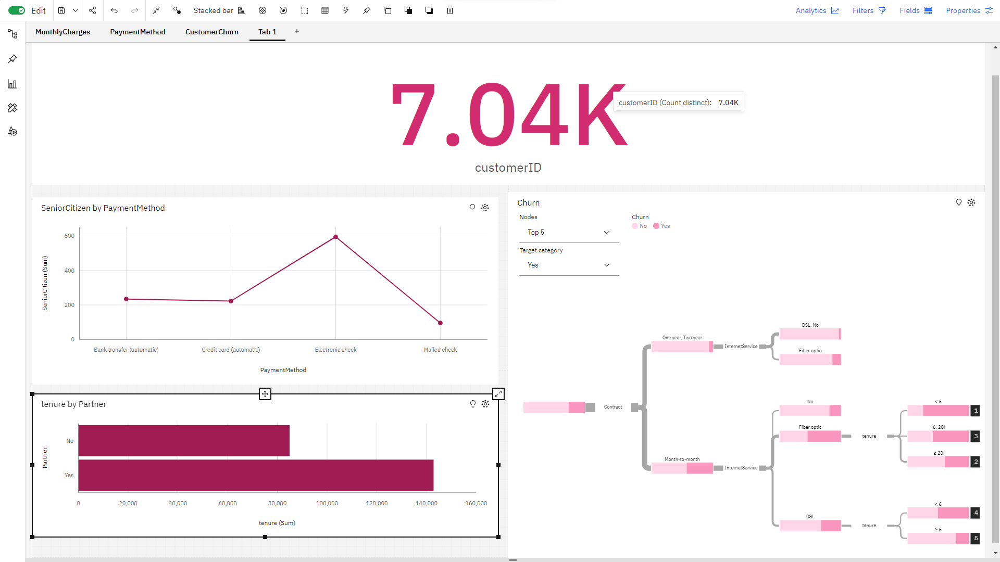 Edit
Stacked bar
Analytics
Filters
Fields
Properties
MonthlyCharges
PaymentMethod
CustomerChurn
Tab 1
+
7.04K
customerID (Count distinct): 7.04K
customerID
SeniorCitizen by PaymentMethod
SeniorCitizen (Sum)
600
400
200
0
Bank transfer (automatic)
Credit card (automatic)
Electronic check
Mailed check
PaymentMethod
tenure by Partner
Partner
No
Yes
0
20,000
40,000
60,000
80,000
100,000
120,000
140,000
160,000
tenure (Sum)
Churn
Nodes
Top 5
Target category
Yes
Churn
No
Yes
Contract
One year, Two year
InternetService
DSL, No
Fiber optic
Month-to-month
InternetService
No
Fiber optic
tenure
< 6
1
[6, 20)
3
≥ 20
2
DSL
tenure
< 6
4
≥ 6
5